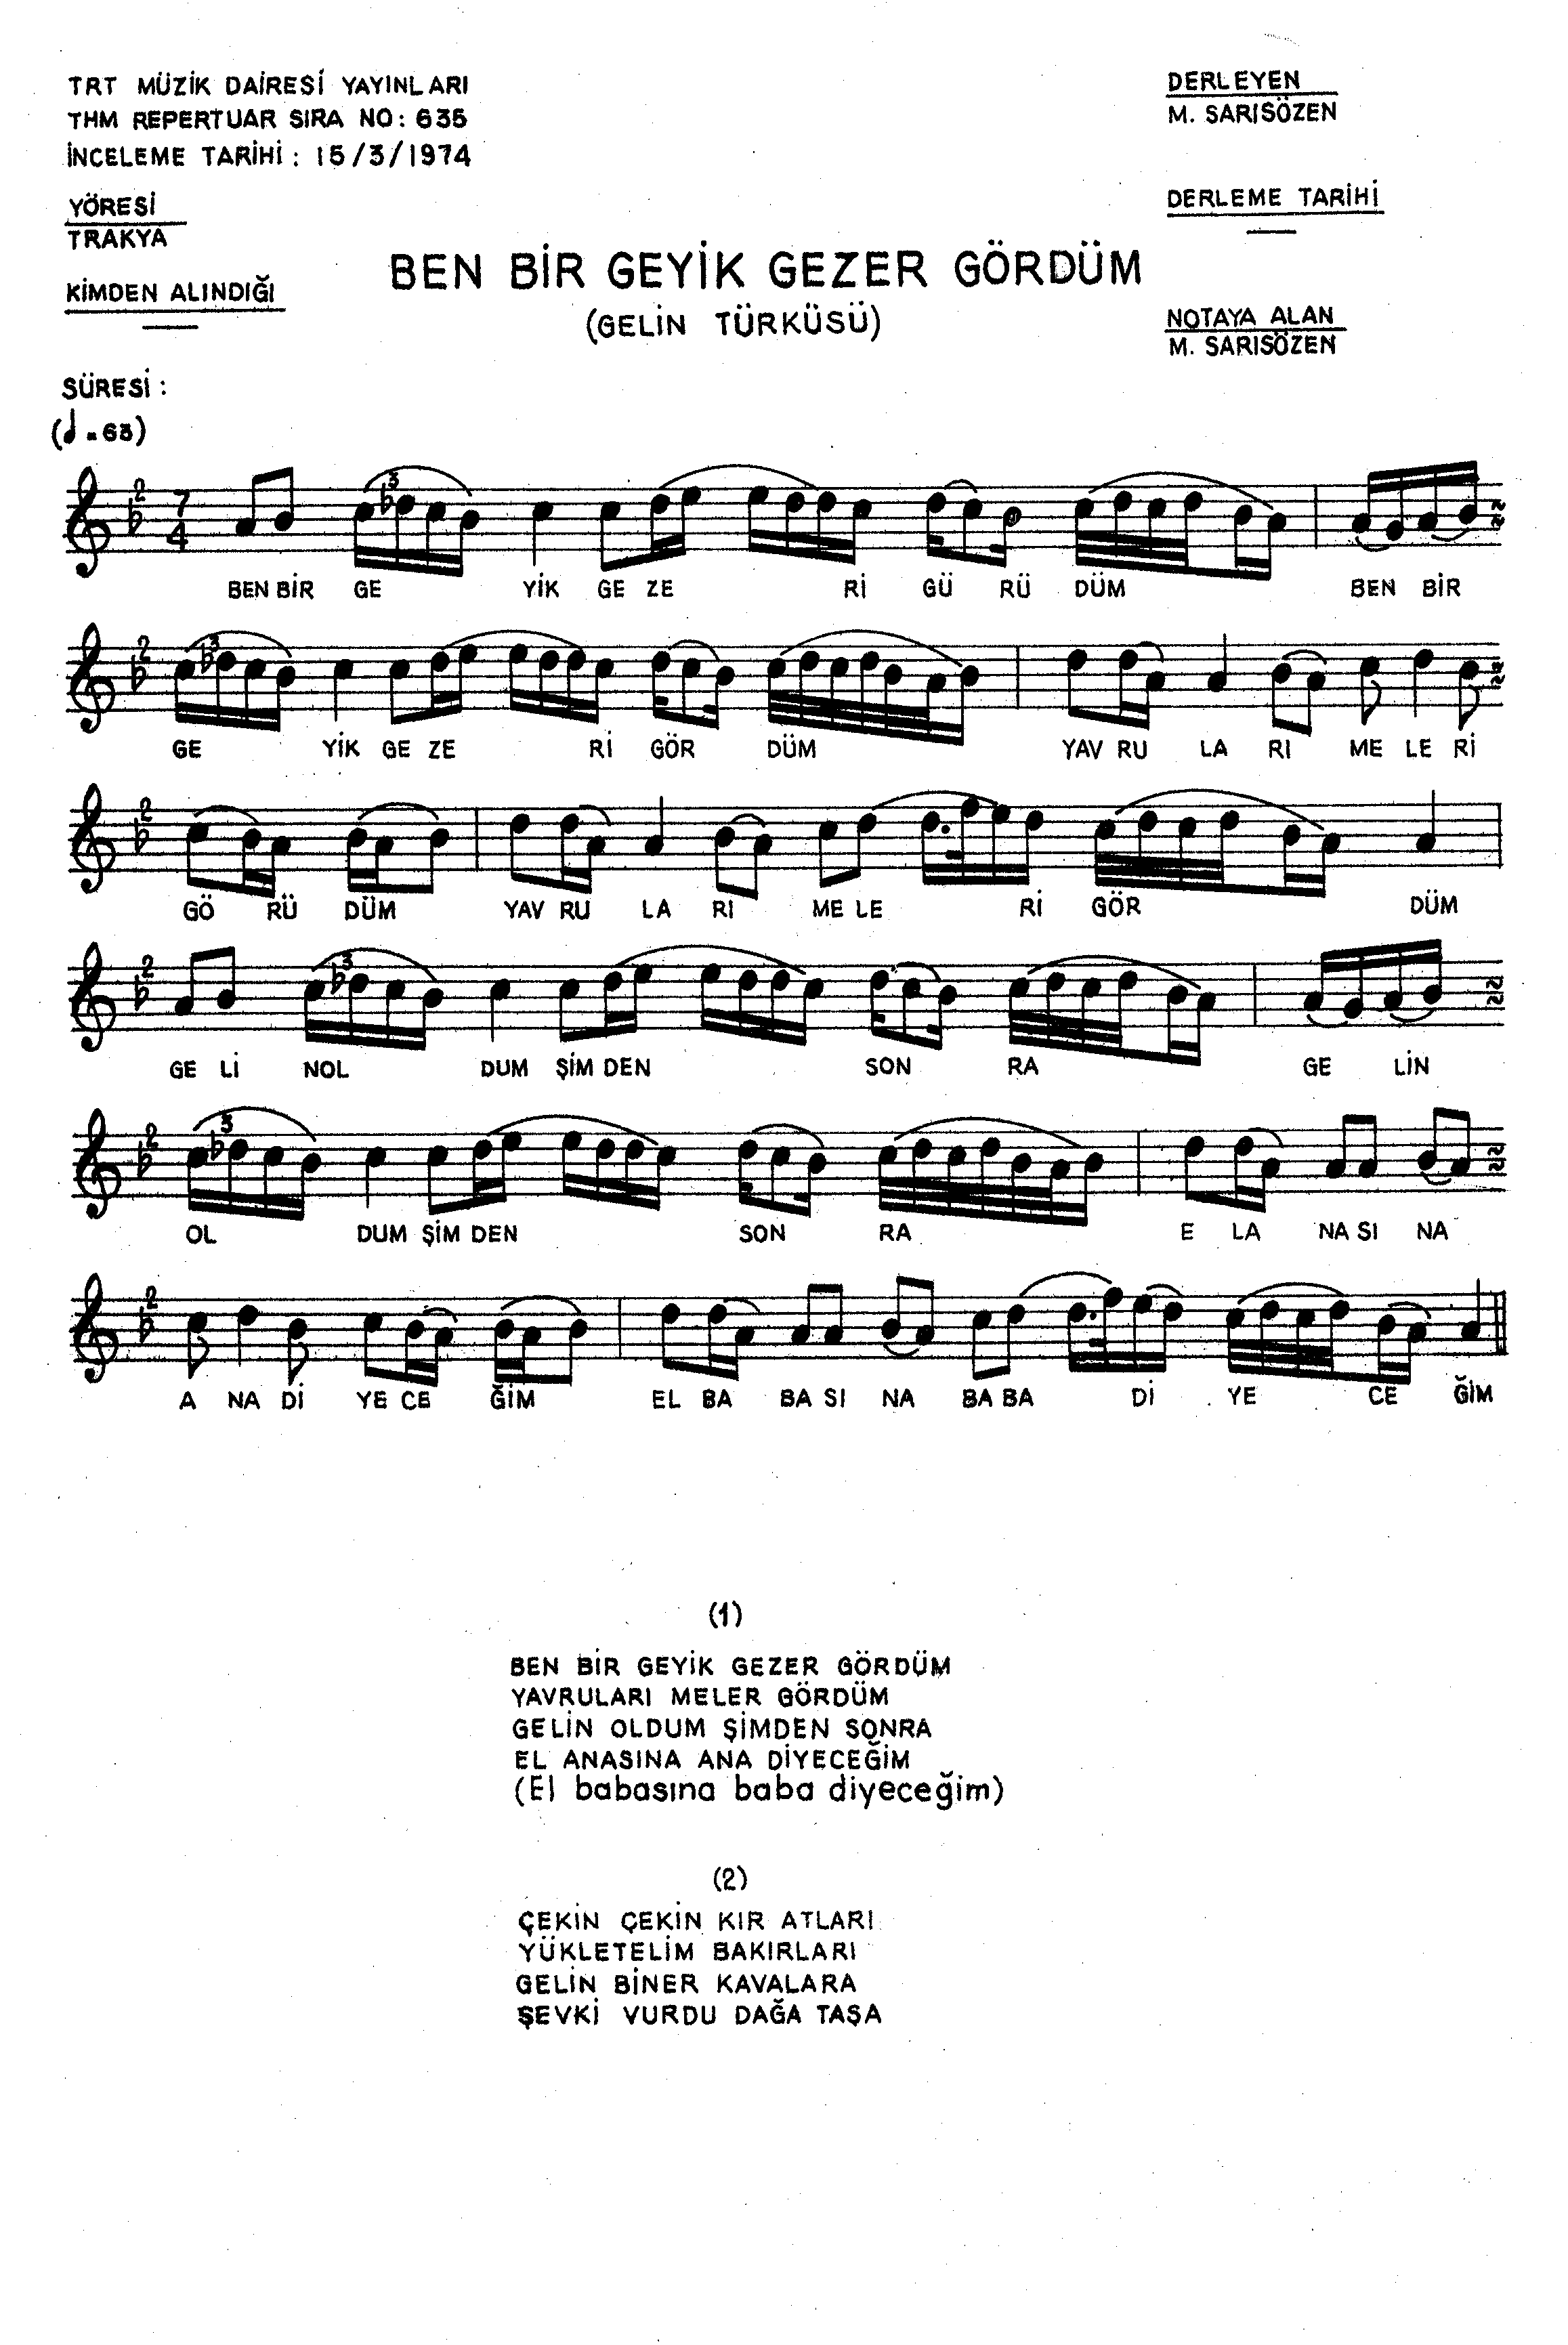 TRT MÜZİK DAİRESİ YAYINLARI
THM REPERTUAR SIRA NO: 635
İNCELEME TARİHİ : 15/3/1974
DERLEYEN
M. SARISÖZEN
YÖRESİ
TRAKYA
DERLEME TARİHİ
BEN BİR GEYİK GEZER GÖRDÜM
(GELİN TÜRKÜSÜ)
KİMDEN ALINDIĞI
NOTAYA ALAN
M. SARISÖZEN
SÜRESİ :
(♩=63)
BEN BİR GE YİK GE ZE Rİ GÜ RÜ DÜM BEN BİR
GE YİK GE ZE Rİ GÖR DÜM YAV RU LA RI ME LE Rİ
GÖ RÜ DÜM YAV RU LA RI ME LE Rİ GÖR DÜM
GE Lİ NOL DUM ŞİM DEN SON RA GE LİN
OL DUM ŞİM DEN SON RA E LA NA SI NA
A NA Dİ YE CE ĞİM EL BA BA SI NA BA BA Dİ YE CE ĞİM
(1)
BEN BİR GEYİK GEZER GÖRDÜM
YAVRULARI MELER GÖRDÜM
GELİN OLDUM ŞİMDEN SONRA
EL ANASINA ANA DİYECEĞİM
(El babasına baba diyeceğim)
(2)
ÇEKİN ÇEKİN KIR ATLARI
YÜKLETELİM BAKIRLARI
GELİN BİNER KAVALARA
ŞEVKİ VURDU DAĞA TAŞA